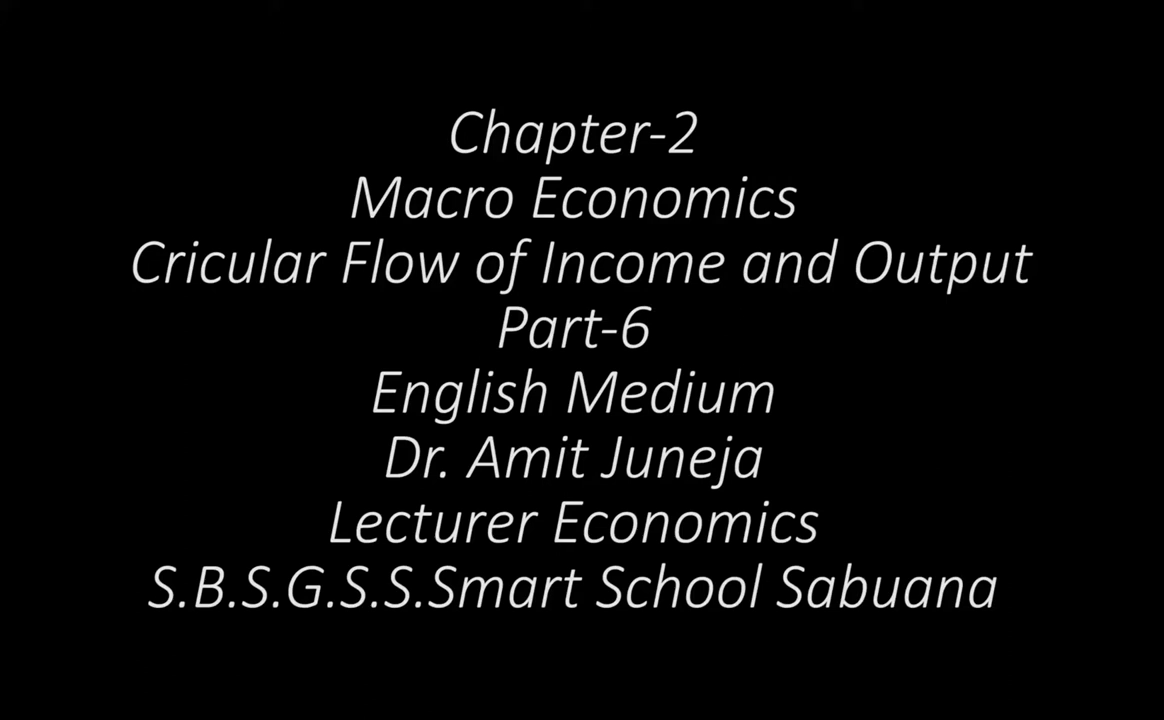 Chapter-2
Macro Economics
Cricular Flow of Income and Output
Part-6
English Medium
Dr. Amit Juneja
Lecturer Economics
S.B.S.G.S.S.Smart School Sabuana